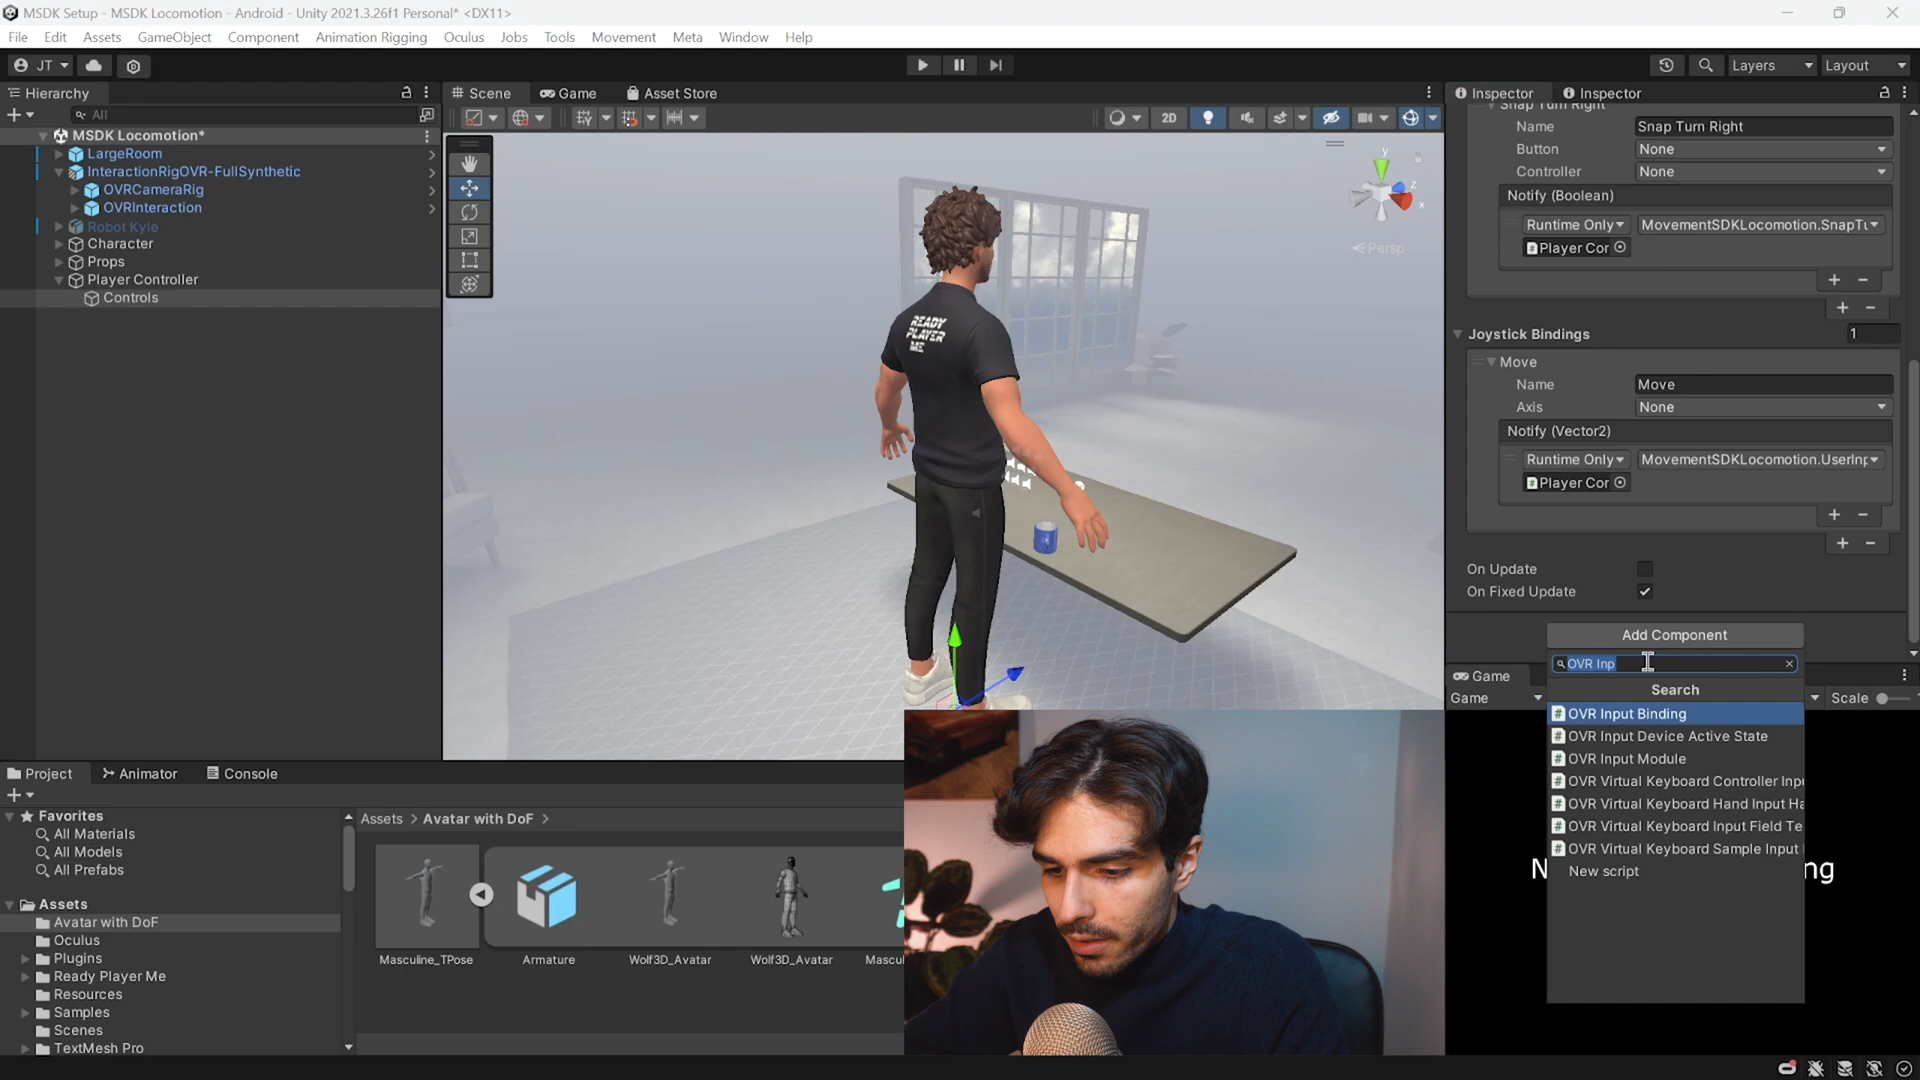 MSDK Setup - MSDK Locomotion - Android - Unity 2021.3.26f1 Personal* <DX11>
File Edit Assets GameObject Component Animation Rigging Oculus Jobs Tools Movement Meta Window Help
JT
Layers
Layout
Hierarchy
All
MSDK Locomotion*
LargeRoom
InteractionRigOVR-FullSynthetic
OVRCameraRig
OVRInteraction
Robot Kyle
Character
Props
Player Controller
Controls
Scene
Game
Asset Store
2D
y
z
x
Persp
READY
PLAYER
ME
Inspector
Inspector
Snap Turn Right
Name Snap Turn Right
Button None
Controller None
Notify (Boolean)
Runtime Only MovementSDKLocomotion.SnapTu
Player Cor
Joystick Bindings 1
Move
Name Move
Axis None
Notify (Vector2)
Runtime Only MovementSDKLocomotion.UserInp
Player Cor
On Update
On Fixed Update
Add Component
OVR Inp
Search
OVR Input Binding
OVR Input Device Active State
OVR Input Module
OVR Virtual Keyboard Controller Inpu
OVR Virtual Keyboard Hand Input Ha
OVR Virtual Keyboard Input Field Te
OVR Virtual Keyboard Sample Input
New script
Game
Game
Scale
N
ng
Project
Animator
Console
Favorites
All Materials
All Models
All Prefabs
Assets
Avatar with DoF
Oculus
Plugins
Ready Player Me
Resources
Samples
Scenes
TextMesh Pro
Assets > Avatar with DoF >
Masculine_TPose
Armature
Wolf3D_Avatar
Wolf3D_Avatar
Mascul